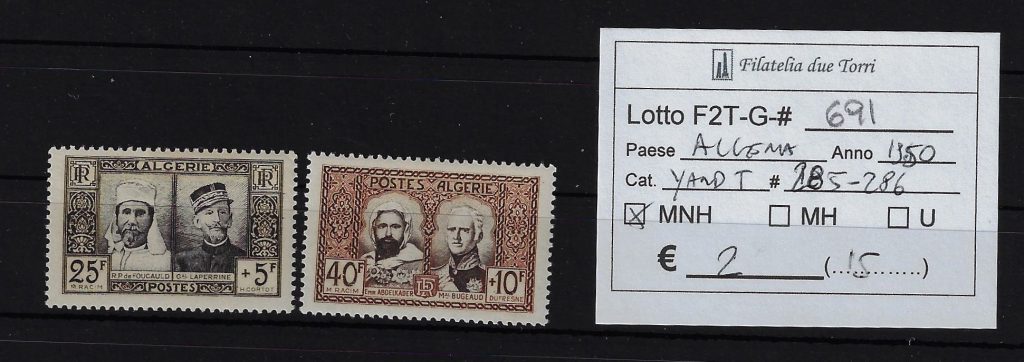 ALGERIE
RF RF
R.P. de FOUCAULD Gal LAPERRINE
25F +5F
M. RACIM POSTES H. CORTOT
POSTES ALGERIE
40F +10F
EMIR ABDELKADER Mal BUGEAUD
M. RACIM RF DUFRESNE
Filatelia due Torri
Lotto F2T-G-# 691
Paese Anno 1950
Cat. YAND T # 285-286
☒ MNH ☐ MH ☐ U
€ 2 (...15...........)